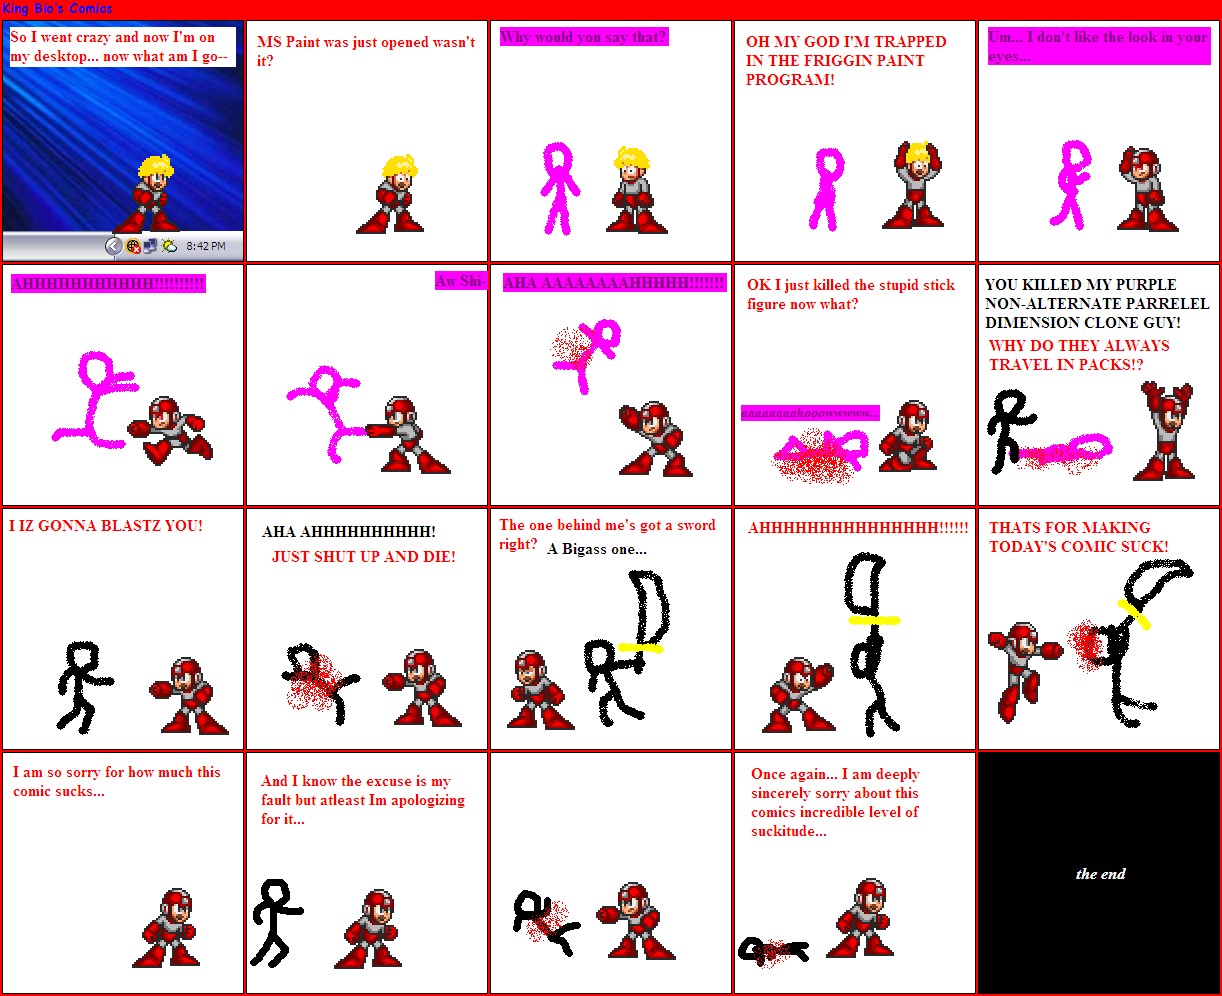 King Bio's Comics
So I went crazy and now I'm on
my desktop... now what am I go--
8:42 PM
MS Paint was just opened wasn't
it?
Why would you say that?
OH MY GOD I'M TRAPPED
IN THE FRIGGIN PAINT
PROGRAM!
Um... I don't like the look in your
eyes...
AHHHHHHHHHHH!!!!!!!!!!
Aw Shi-
AHA AAAAAAAAHHHHH!!!!!!!
OK I just killed the stupid stick
figure now what?
aaaaaaaahooowwwww...
YOU KILLED MY PURPLE
NON-ALTERNATE PARRELEL
DIMENSION CLONE GUY!
WHY DO THEY ALWAYS
TRAVEL IN PACKS!?
I IZ GONNA BLASTZ YOU!
AHA AHHHHHHHHHH!
JUST SHUT UP AND DIE!
The one behind me's got a sword
right?
A Bigass one...
AHHHHHHHHHHHHHHH!!!!!!
THATS FOR MAKING
TODAY'S COMIC SUCK!
I am so sorry for how much this
comic sucks...
And I know the excuse is my
fault but atleast Im apologizing
for it...
Once again... I am deeply
sincerely sorry about this
comics incredible level of
suckitude...
the end